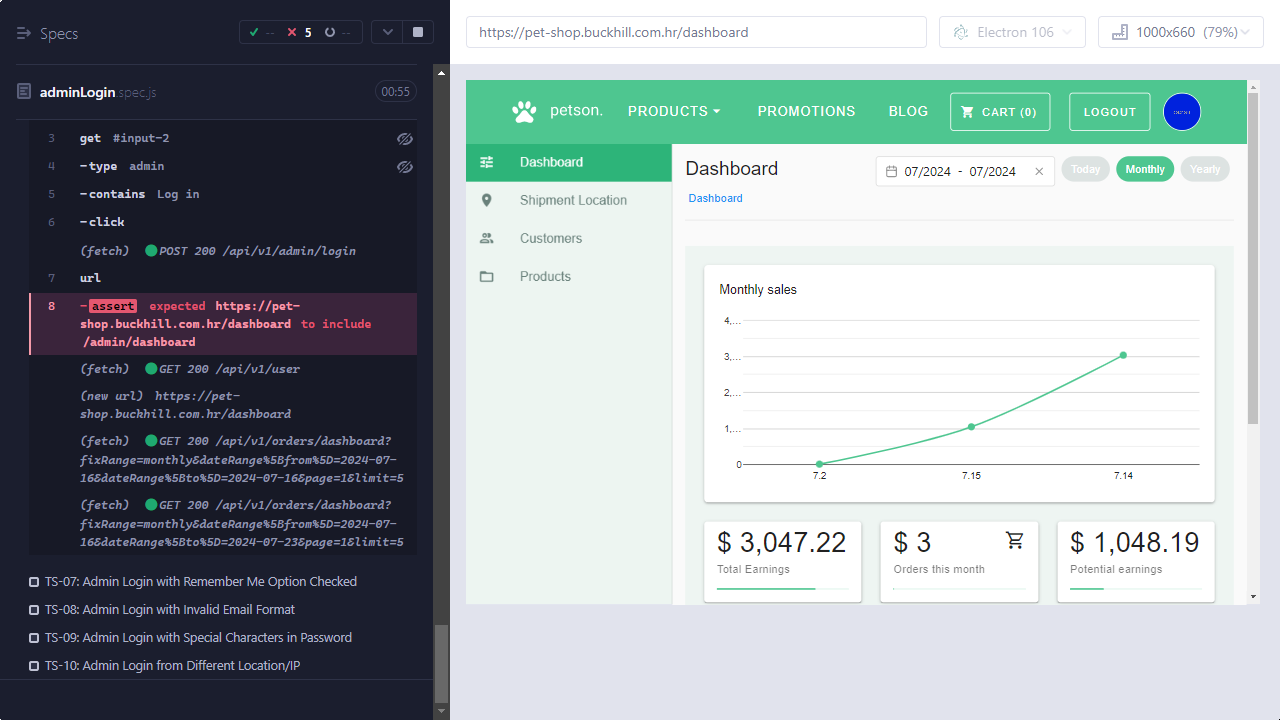 Specs
-- 5 --
https://pet-shop.buckhill.com.hr/dashboard
Electron 106
1000x660 (79%)
adminLogin.spec.js
00:55
3 get #input-2
4 -type admin
5 -contains Log in
6 -click
(fetch) POST 200 /api/v1/admin/login
7 url
8 -assert expected https://pet-
shop.buckhill.com.hr/dashboard to include
/admin/dashboard
(fetch) GET 200 /api/v1/user
(new url) https://pet-
shop.buckhill.com.hr/dashboard
(fetch) GET 200 /api/v1/orders/dashboard?
fixRange=monthly&dateRange%5Bfrom%5D=2024-07-
16&dateRange%5Bto%5D=2024-07-16&page=1&limit=5
(fetch) GET 200 /api/v1/orders/dashboard?
fixRange=monthly&dateRange%5Bfrom%5D=2024-07-
16&dateRange%5Bto%5D=2024-07-23&page=1&limit=5
TS-07: Admin Login with Remember Me Option Checked
TS-08: Admin Login with Invalid Email Format
TS-09: Admin Login with Special Characters in Password
TS-10: Admin Login from Different Location/IP
petson. PRODUCTS PROMOTIONS BLOG CART (0) LOGOUT
Dashboard
Shipment Location
Customers
Products
Dashboard
07/2024 - 07/2024
Today Monthly Yearly
Dashboard
Monthly sales
4,...
3,...
2,...
1,...
0
7.2 7.15 7.14
$ 3,047.22
Total Earnings
$ 3
Orders this month
$ 1,048.19
Potential earnings